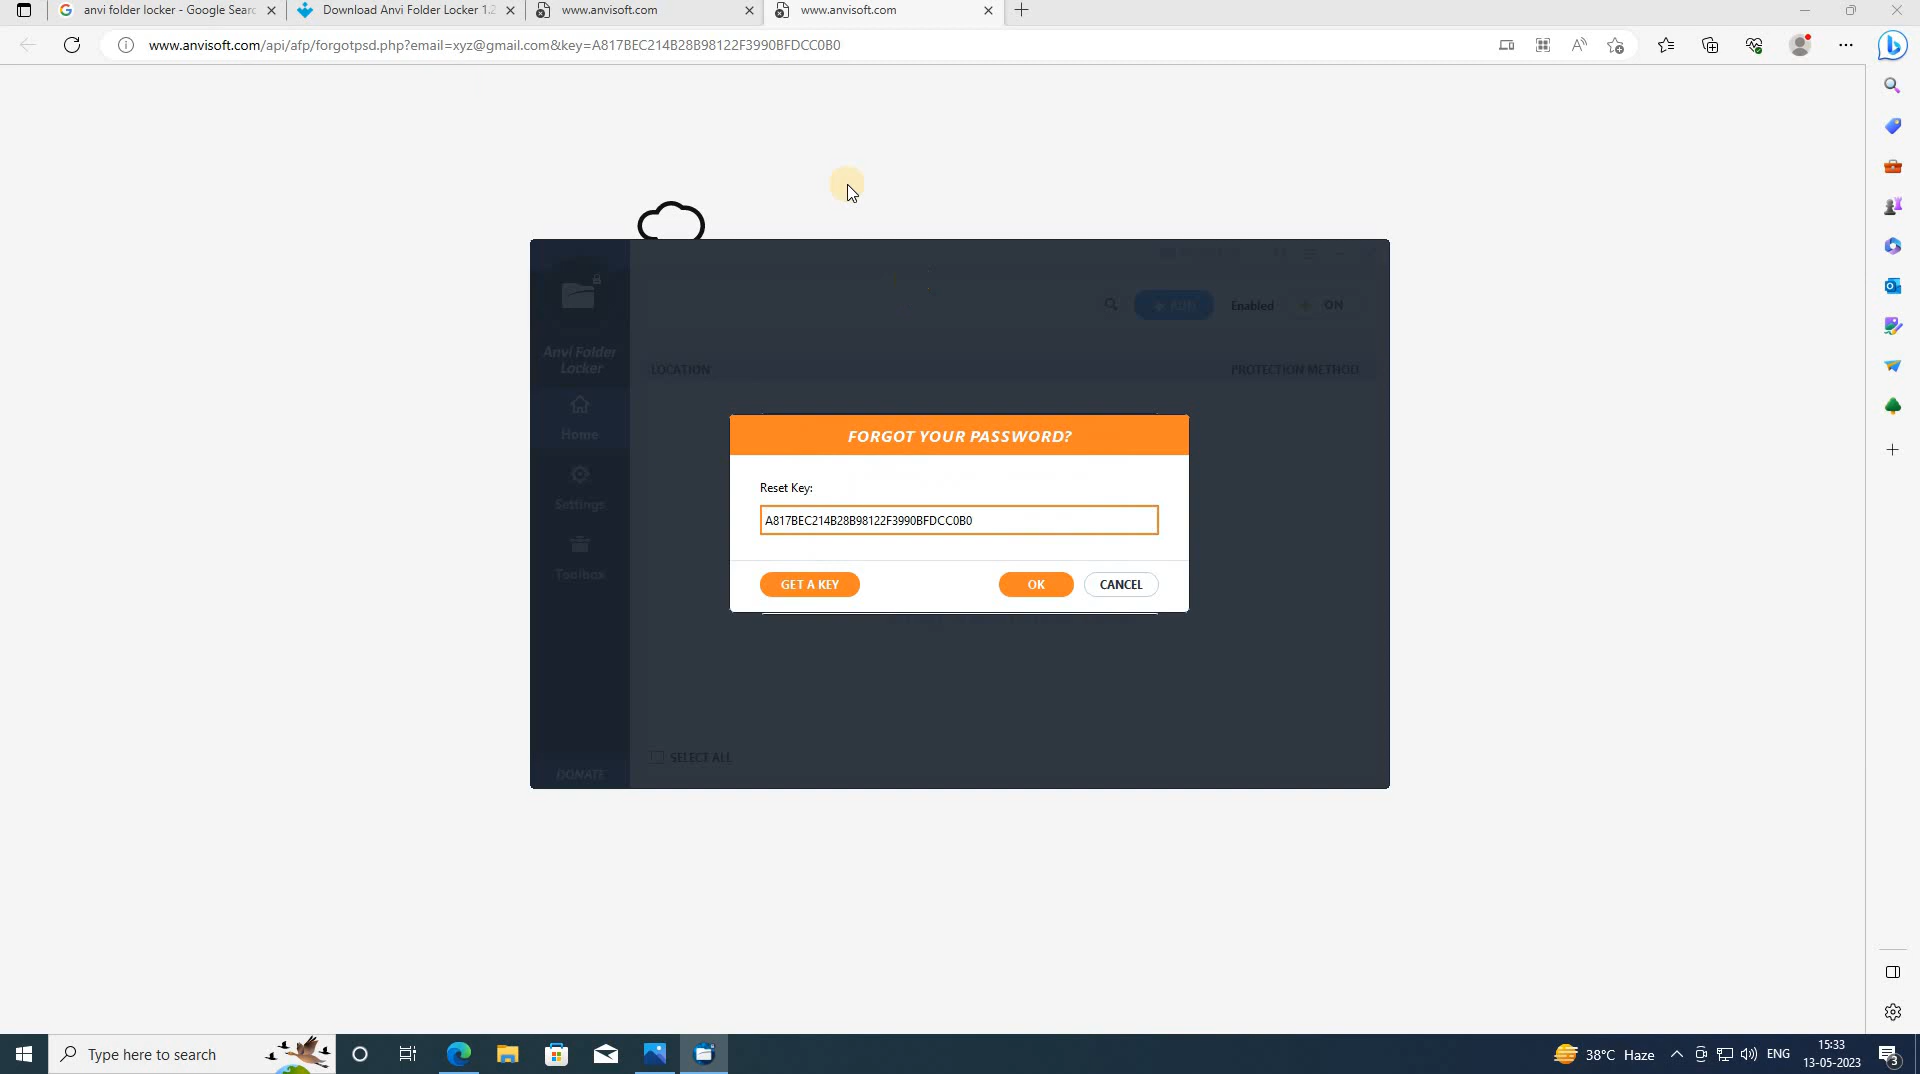 anvi folder locker - Google Sear
Download Anvi Folder Locker 1.2
www.anvisoft.com
www.anvisoft.com
www.anvisoft.com/api/afp/forgotpsd.php?email=xyz@gmail.com&key=A817BEC214B28B98122F3990BFDCC0B0
ADD
Enabled
ON
Anvi Folder
Locker
LOCATION
PROTECTION METHOD
Home
FORGOT YOUR PASSWORD?
Reset Key:
Settings
A817BEC214B28B98122F3990BFDCC0B0
Toolbox
GET A KEY
OK
CANCEL
SELECT ALL
DONATE
Type here to search
38°C Haze
ENG
15:33
13-05-2023
3